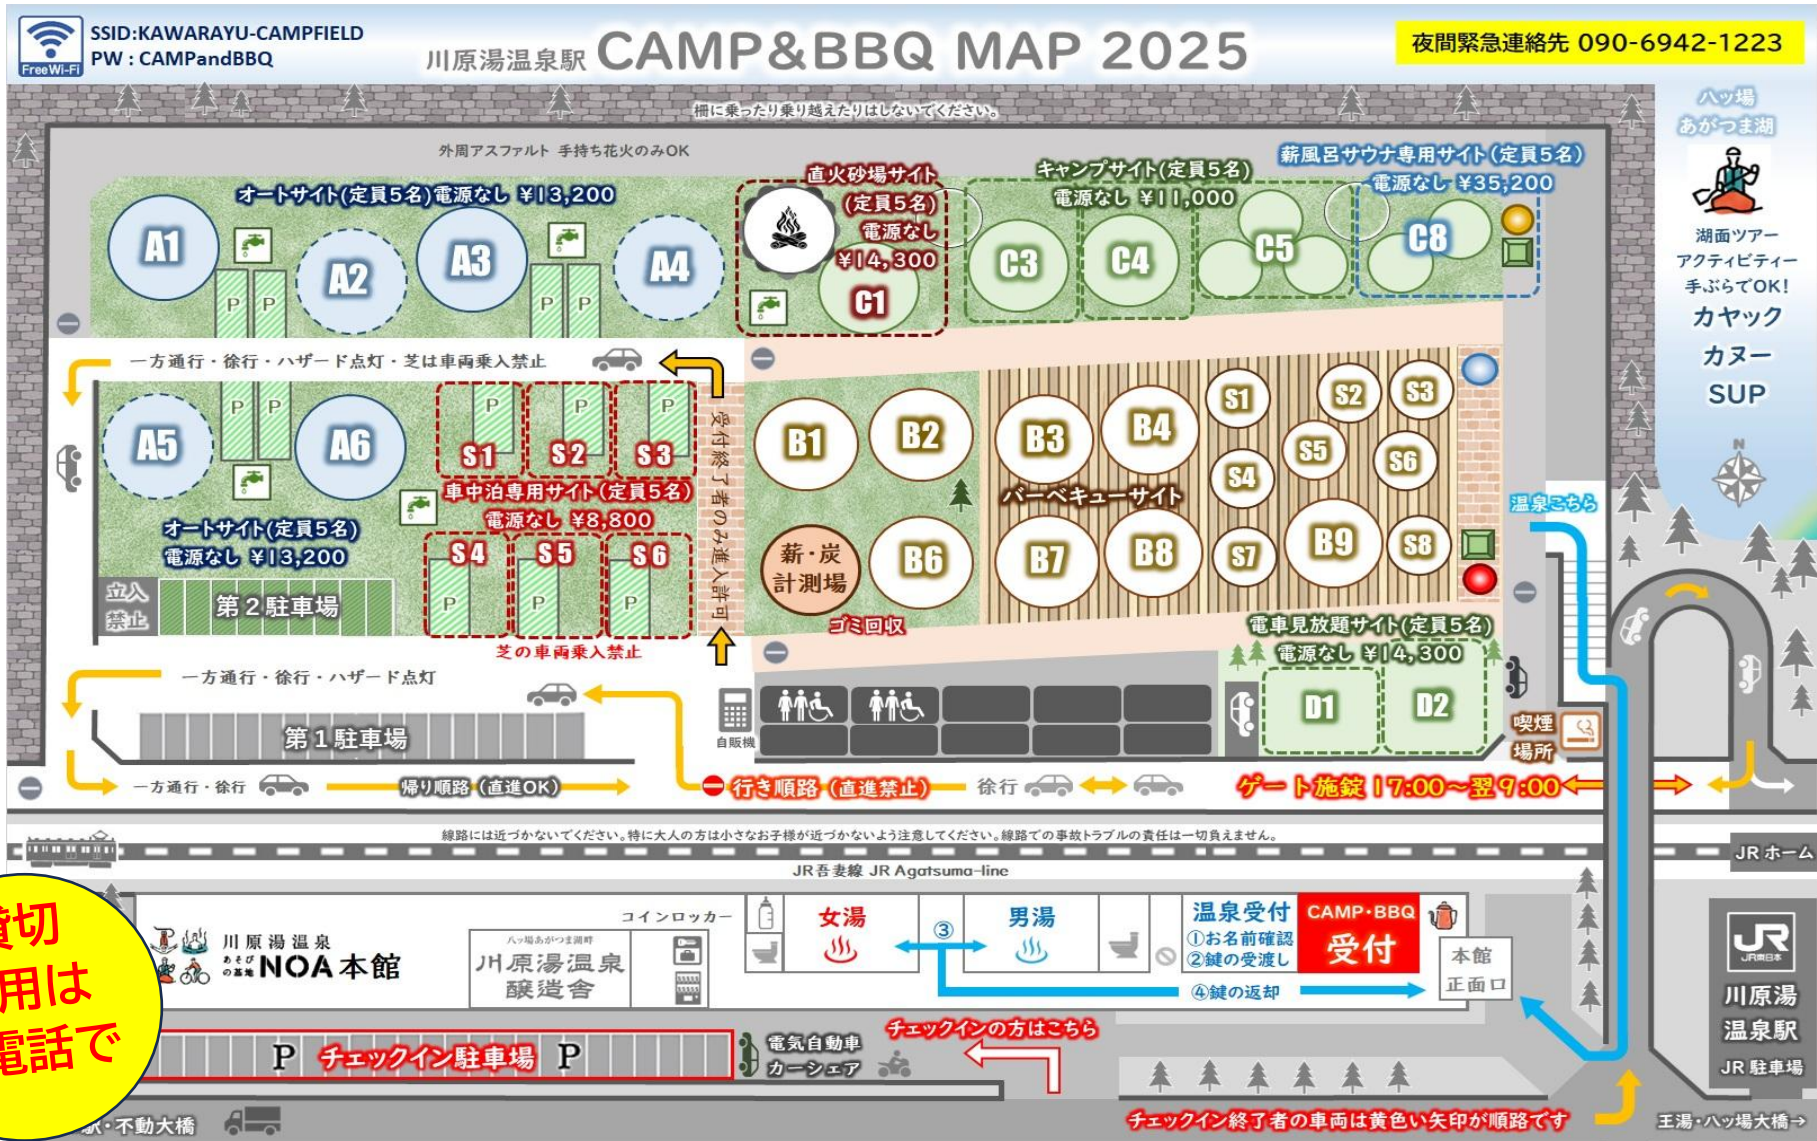 SSID:KAWARAYU-CAMPFIELD
PW : CAMPandBBQ
Free Wi-Fi
川原湯温泉駅 CAMP&BBQ MAP 2025
夜間緊急連絡先 090-6942-1223
柵に乗ったり乗り越えたりはしないでください。
外周アスファルト 手持ち花火のみOK
オートサイト(定員5名)電源なし ¥13,200
A1
A2
A3
A4
P P
P P
直火砂場サイト
(定員5名)
電源なし
¥14,300
C1
キャンプサイト(定員5名)
電源なし ¥11,000
C3
C4
C5
薪風呂サウナ専用サイト(定員5名)
電源なし ¥35,200
C8
八ッ場
あがつま湖
湖面ツアー
アクティビティー
手ぶらでOK!
カヤック
カヌー
SUP
N
一方通行・徐行・ハザード点灯・芝は車両乗入禁止
A5
P P
A6
P
P
P
S1
S2
S3
車中泊専用サイト(定員5名)
電源なし ¥8,800
オートサイト(定員5名)
電源なし ¥13,200
S4
S5
S6
P
P
P
立入
禁止
第2駐車場
芝の車両乗入禁止
受付終了者のみ進入許可
B1
B2
B3
B4
S1
S2
S3
S4
S5
S6
バーベキューサイト
薪・炭
計測場
B6
B7
B8
S7
B9
S8
ゴミ回収
温泉こちら
電車見放題サイト(定員5名)
電源なし ¥14,300
D1
D2
喫煙
場所
自販機
一方通行・徐行・ハザード点灯
第1駐車場
一方通行・徐行
帰り順路 (直進OK)
行き順路 (直進禁止)
徐行
ゲート施錠 17:00~翌9:00
線路には近づかないでください。特に大人の方は小さなお子様が近づかないよう注意してください。線路での事故トラブルの責任は一切負えません。
JR吾妻線 JR Agatsuma-line
JR ホーム
川原湯温泉
あそび
の基地 NOA本館
コインロッカー
八ッ場あがつま湖畔
川原湯温泉
醸造舎
女湯
③
男湯
温泉受付
①お名前確認
②鍵の受渡し
CAMP・BBQ
受付
④鍵の返却
本館
正面口
JR
JR東日本
川原湯
温泉駅
JR 駐車場
貸切
用は
電話で
P チェックイン駐車場 P
電気自動車
カーシェア
チェックインの方はこちら
チェックイン終了者の車両は黄色い矢印が順路です
駅・不動大橋
王湯・八ッ場大橋→